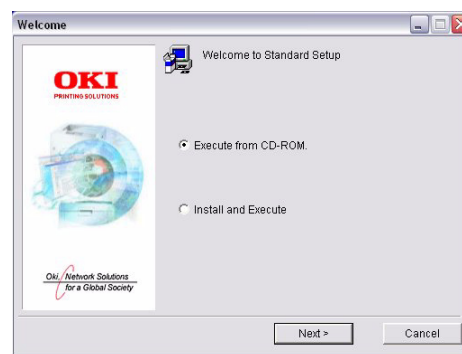 Welcome
OKI
PRINTING SOLUTIONS
Welcome to Standard Setup
Execute from CD-ROM.
Install and Execute
Oki, Network Solutions
for a Global Society
Next >
Cancel